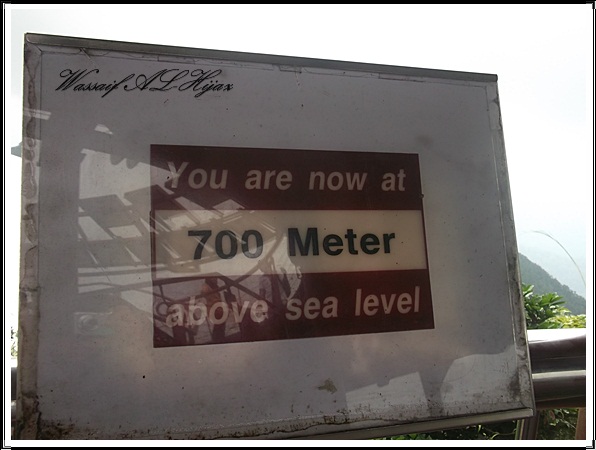 Wassaif AL-Hijaz
You are now at
700 Meter
above sea level